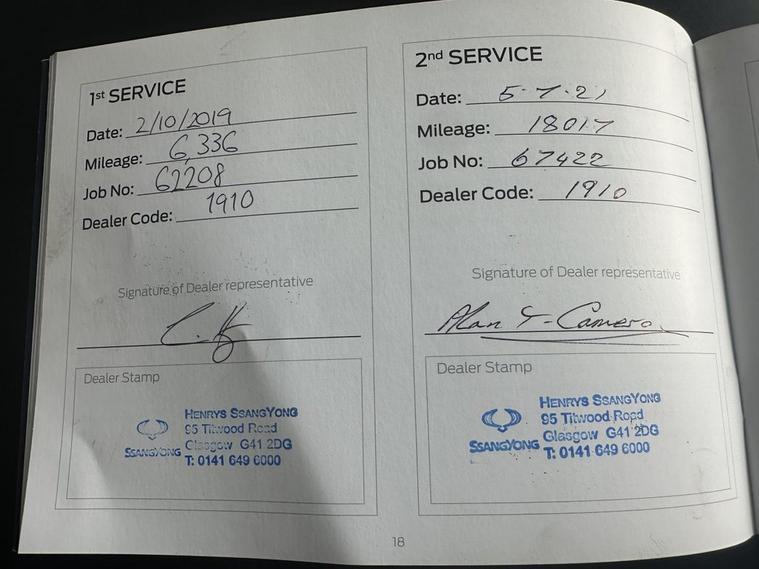 1st SERVICE
Date: 2/10/2019
Mileage: 6,336
Job No: 62208
Dealer Code: 1910
Signature of Dealer representative
Dealer Stamp
SSANGYONG
HENRYS SSANGYONG
95 Titwood Road
Glasgow G41 2DG
T: 0141 649 6000
2nd SERVICE
Date: 5-7-21
Mileage: 18017
Job No: 67422
Dealer Code: 1910
Signature of Dealer representative
Alan
Dealer Stamp
SSANGYONG
HENRYS SSANGYONG
95 Titwood Road
Glasgow G41 2DG
T: 0141 649 6000
18